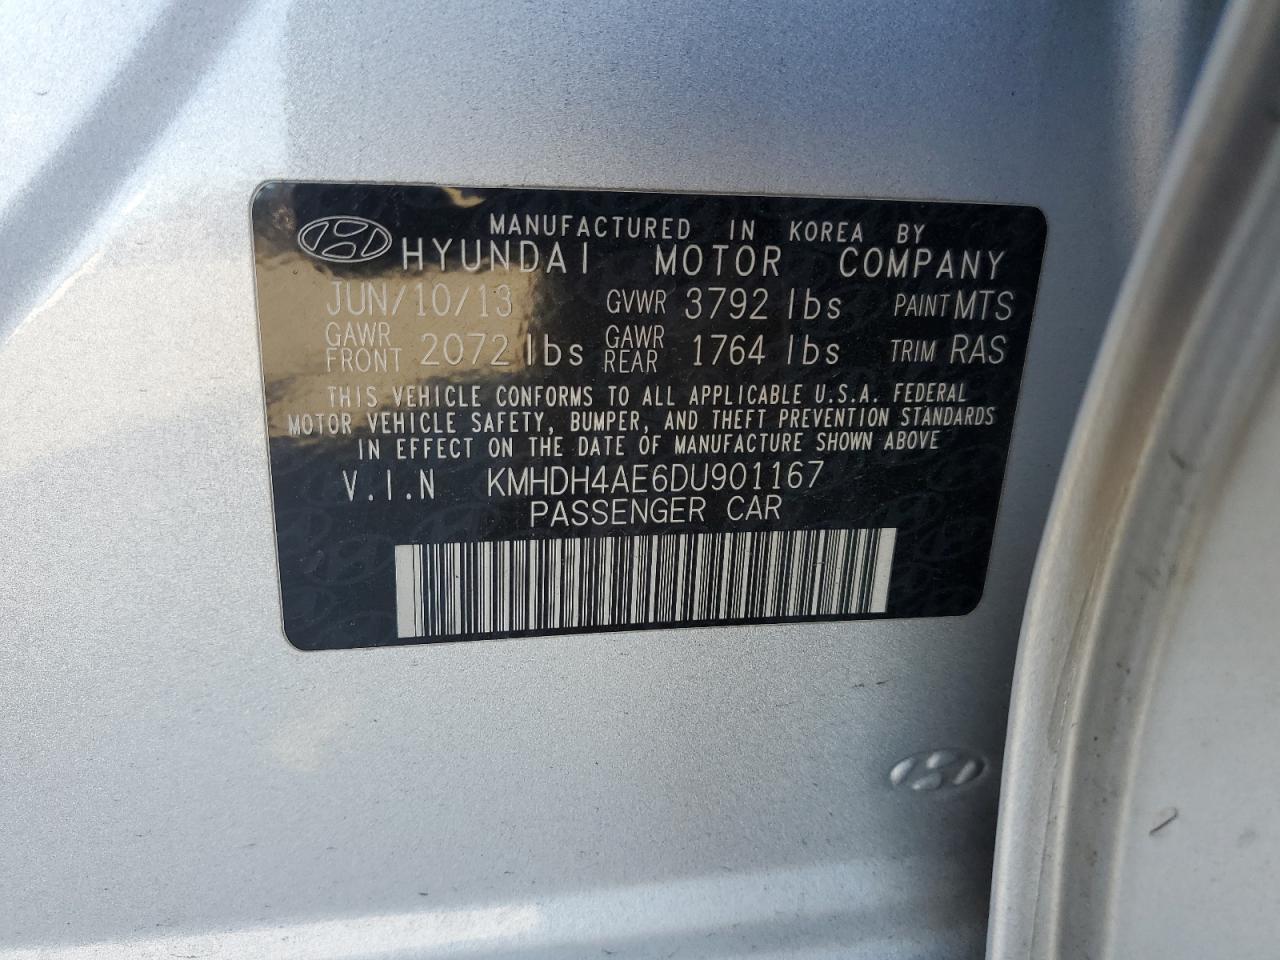 MANUFACTURED IN KOREA BY
HYUNDAI MOTOR COMPANY
JUN/10/13 GVWR 3792 lbs PAINT MTS
GAWR FRONT 2072 lbs GAWR REAR 1764 lbs TRIM RAS
THIS VEHICLE CONFORMS TO ALL APPLICABLE U.S.A. FEDERAL
MOTOR VEHICLE SAFETY, BUMPER, AND THEFT PREVENTION STANDARDS
IN EFFECT ON THE DATE OF MANUFACTURE SHOWN ABOVE
V.I.N KMHDH4AE6DU901167
PASSENGER CAR